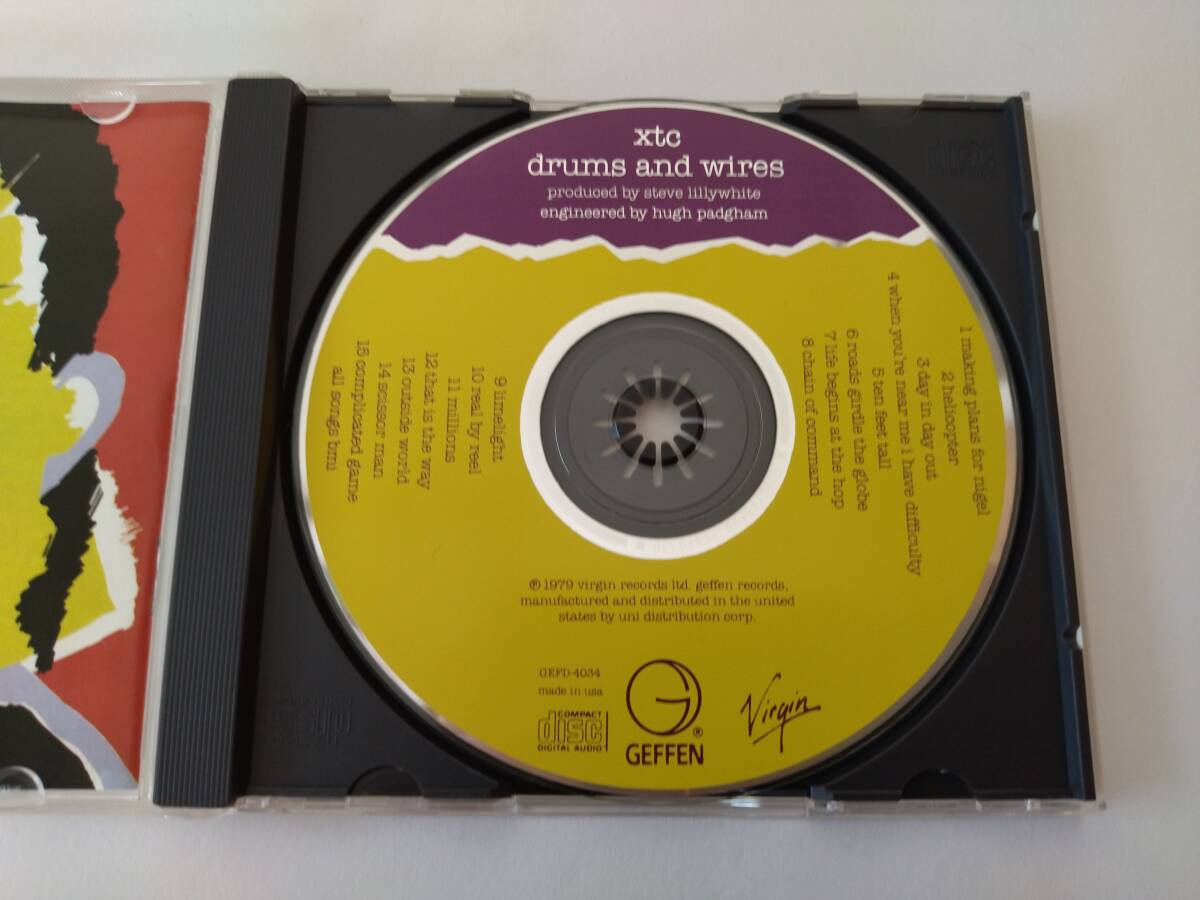 xtc
drums and wires
produced by steve lillywhite
engineered by hugh padgham
1 making plans for nigel
2 helicopter
3 day in day out
4 when you're near me i have difficulty
5 ten feet tall
6 roads girdle the globe
7 life begins at the hop
8 chain of command
9 limelight
10 real by reel
11 millions
12 that is the way
13 outside world
14 scissor man
15 complicated game
all songs bmi
℗ 1979 virgin records ltd. geffen records,
manufactured and distributed in the united
states by uni distribution corp.
GEFD-4034
made in usa
COMPACT
disc
DIGITAL AUDIO
G
®
GEFFEN
Virgin